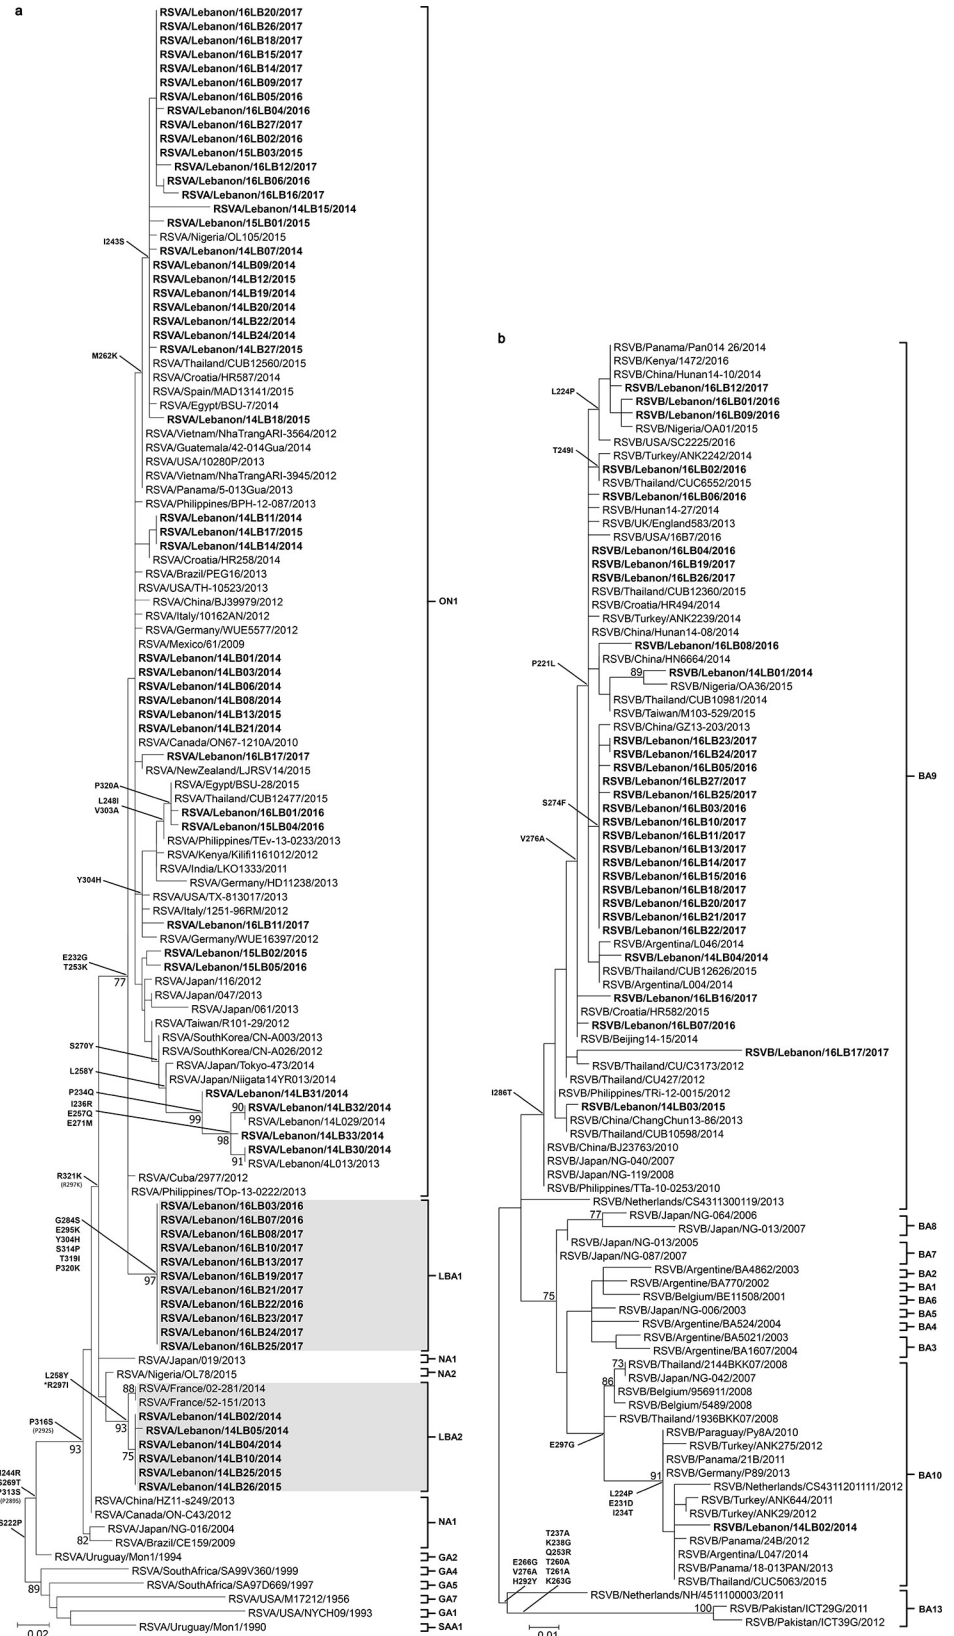 a
RSVA/Lebanon/16LB20/2017
RSVA/Lebanon/16LB26/2017
RSVA/Lebanon/16LB18/2017
RSVA/Lebanon/16LB15/2017
RSVA/Lebanon/16LB14/2017
RSVA/Lebanon/16LB09/2017
RSVA/Lebanon/16LB05/2016
RSVA/Lebanon/16LB04/2016
RSVA/Lebanon/16LB27/2017
RSVA/Lebanon/16LB02/2016
RSVA/Lebanon/15LB03/2015
RSVA/Lebanon/16LB12/2017
RSVA/Lebanon/16LB06/2016
RSVA/Lebanon/16LB16/2017
RSVA/Lebanon/14LB15/2014
RSVA/Lebanon/15LB01/2015
RSVA/Nigeria/OL105/2015
I243S
RSVA/Lebanon/14LB07/2014
RSVA/Lebanon/14LB09/2014
RSVA/Lebanon/14LB12/2015
RSVA/Lebanon/14LB19/2014
RSVA/Lebanon/14LB20/2014
RSVA/Lebanon/14LB22/2014
RSVA/Lebanon/14LB24/2014
RSVA/Lebanon/14LB27/2015
M262K
RSVA/Thailand/CUB12560/2015
RSVA/Croatia/HR587/2014
RSVA/Spain/MAD13141/2015
RSVA/Egypt/BSU-7/2014
RSVA/Lebanon/14LB18/2015
RSVA/Vietnam/NhaTrangARI-3564/2012
RSVA/Guatemala/42-014Gua/2014
RSVA/USA/10280P/2013
RSVA/Vietnam/NhaTrangARI-3945/2012
RSVA/Panama/5-013Gua/2013
RSVA/Philippines/BPH-12-087/2013
RSVA/Lebanon/14LB11/2014
RSVA/Lebanon/14LB17/2015
RSVA/Lebanon/14LB14/2014
RSVA/Croatia/HR258/2014
RSVA/Brazil/PEG16/2013
RSVA/USA/TH-10523/2013
RSVA/China/BJ39979/2012
ON1
RSVA/Italy/10162AN/2012
RSVA/Germany/WUE5577/2012
RSVA/Mexico/61/2009
RSVA/Lebanon/14LB01/2014
RSVA/Lebanon/14LB03/2014
RSVA/Lebanon/14LB06/2014
RSVA/Lebanon/14LB08/2014
RSVA/Lebanon/14LB13/2015
RSVA/Lebanon/14LB21/2014
RSVA/Canada/ON67-1210A/2010
RSVA/Lebanon/16LB17/2017
RSVA/NewZealand/LJRSV14/2015
P320A
RSVA/Egypt/BSU-28/2015
L248I
V303A
RSVA/Thailand/CUB12477/2015
RSVA/Lebanon/16LB01/2016
RSVA/Lebanon/15LB04/2016
RSVA/Philippines/TEv-13-0233/2013
RSVA/Kenya/Kilifi1161012/2012
RSVA/India/LKO1333/2011
Y304H
RSVA/Germany/HD11238/2013
RSVA/USA/TX-813017/2013
RSVA/Italy/1251-96RM/2012
RSVA/Lebanon/16LB11/2017
RSVA/Germany/WUE16397/2012
E232G
T253K
77
RSVA/Lebanon/15LB02/2015
RSVA/Lebanon/15LB05/2016
RSVA/Japan/116/2012
RSVA/Japan/047/2013
RSVA/Japan/061/2013
RSVA/Taiwan/R101-29/2012
RSVA/SouthKorea/CN-A003/2013
S270Y
RSVA/SouthKorea/CN-A026/2012
RSVA/Japan/Tokyo-473/2014
L258Y
RSVA/Japan/Niigata14YR013/2014
P234Q
I236R
E257Q
E271M
RSVA/Lebanon/14LB31/2014
90
RSVA/Lebanon/14LB32/2014
99
RSVA/Lebanon/14L029/2014
98
RSVA/Lebanon/14LB33/2014
RSVA/Lebanon/14LB30/2014
91
RSVA/Lebanon/4L013/2013
R321K
(R297K)
RSVA/Cuba/2977/2012
RSVA/Philippines/TOp-13-0222/2013
G284S
E295K
Y304H
S314P
T319I
P320K
97
RSVA/Lebanon/16LB03/2016
RSVA/Lebanon/16LB07/2016
RSVA/Lebanon/16LB08/2017
RSVA/Lebanon/16LB10/2017
RSVA/Lebanon/16LB13/2017
RSVA/Lebanon/16LB19/2017
LBA1
RSVA/Lebanon/16LB21/2017
RSVA/Lebanon/16LB22/2016
RSVA/Lebanon/16LB23/2017
RSVA/Lebanon/16LB24/2017
RSVA/Lebanon/16LB25/2017
RSVA/Japan/019/2013
NA1
RSVA/Nigeria/OL78/2015
NA2
L258Y
*R297I
88
RSVA/France/02-281/2014
RSVA/France/52-151/2013
93
RSVA/Lebanon/14LB02/2014
RSVA/Lebanon/14LB05/2014
LBA2
RSVA/Lebanon/14LB04/2014
75
RSVA/Lebanon/14LB10/2014
RSVA/Lebanon/14LB25/2015
RSVA/Lebanon/14LB26/2015
P316S
(P292S)
93
RSVA/China/HZ11-s249/2013
RSVA/Canada/ON-C43/2012
NA1
RSVA/Japan/NG-016/2004
82
RSVA/Brazil/CE159/2009
RSVA/Uruguay/Mon1/1994
GA2
RSVA/SouthAfrica/SA99V360/1999
GA4
89
RSVA/SouthAfrica/SA97D669/1997
GA5
RSVA/USA/M17212/1956
GA7
RSVA/USA/NYCH09/1993
GA1
RSVA/Uruguay/Mon1/1990
SAA1
0.02
b
RSVB/Panama/Pan014 26/2014
RSVB/Kenya/1472/2016
RSVB/China/Hunan14-10/2014
L224P
RSVB/Lebanon/16LB12/2017
RSVB/Lebanon/16LB01/2016
RSVB/Lebanon/16LB09/2016
RSVB/Nigeria/OA01/2015
RSVB/USA/SC2225/2016
T249I
RSVB/Turkey/ANK2242/2014
RSVB/Lebanon/16LB02/2016
RSVB/Thailand/CUC6552/2015
RSVB/Lebanon/16LB06/2016
RSVB/Hunan14-27/2014
RSVB/UK/England583/2013
RSVB/USA/16B7/2016
RSVB/Lebanon/16LB04/2016
RSVB/Lebanon/16LB19/2017
RSVB/Lebanon/16LB26/2017
RSVB/Thailand/CUB12360/2015
RSVB/Croatia/HR494/2014
RSVB/Turkey/ANK2239/2014
RSVB/China/Hunan14-08/2014
RSVB/Lebanon/16LB08/2016
P221L
RSVB/China/HN6664/2014
89
RSVB/Lebanon/14LB01/2014
RSVB/Nigeria/OA36/2015
RSVB/Thailand/CUB10981/2014
RSVB/Taiwan/M103-529/2015
RSVB/China/GZ13-203/2013
RSVB/Lebanon/16LB23/2017
RSVB/Lebanon/16LB24/2017
RSVB/Lebanon/16LB05/2016
BA9
RSVB/Lebanon/16LB27/2017
RSVB/Lebanon/16LB25/2017
S274F
RSVB/Lebanon/16LB03/2016
RSVB/Lebanon/16LB10/2017
RSVB/Lebanon/16LB11/2017
V276A
RSVB/Lebanon/16LB13/2017
RSVB/Lebanon/16LB14/2017
RSVB/Lebanon/16LB15/2016
RSVB/Lebanon/16LB18/2017
RSVB/Lebanon/16LB20/2017
RSVB/Lebanon/16LB21/2017
RSVB/Lebanon/16LB22/2017
RSVB/Argentina/L046/2014
RSVB/Lebanon/14LB04/2014
RSVB/Thailand/CUB12626/2015
RSVB/Argentina/L004/2014
RSVB/Lebanon/16LB16/2017
RSVB/Croatia/HR582/2015
RSVB/Lebanon/16LB07/2016
RSVB/Beijing14-15/2014
RSVB/Lebanon/16LB17/2017
RSVB/Thailand/CU/C3173/2012
RSVB/Thailand/CU427/2012
I286T
RSVB/Philippines/TRi-12-0015/2012
RSVB/Lebanon/14LB03/2015
RSVB/China/ChangChun13-86/2013
RSVB/Thailand/CUB10598/2014
RSVB/China/BJ23763/2010
RSVB/Japan/NG-040/2007
RSVB/Japan/NG-119/2008
RSVB/Philippines/TTa-10-0253/2010
RSVB/Netherlands/CS4311300119/2013
77
RSVB/Japan/NG-064/2006
BA8
RSVB/Japan/NG-013/2007
RSVB/Japan/NG-013/2005
BA7
RSVB/Japan/NG-087/2007
RSVB/Argentine/BA4862/2003
BA2
RSVB/Argentine/BA770/2002
BA1
75
RSVB/Belgium/BE11508/2001
BA6
RSVB/Japan/NG-006/2003
BA5
RSVB/Argentine/BA524/2004
BA4
RSVB/Argentine/BA5021/2003
BA3
RSVB/Argentine/BA1607/2004
73
RSVB/Thailand/2144BKK07/2008
86
RSVB/Japan/NG-042/2007
RSVB/Belgium/956911/2008
RSVB/Belgium/5489/2008
RSVB/Thailand/1936BKK07/2008
RSVB/Paraguay/Py8A/2010
E297G
RSVB/Turkey/ANK275/2012
RSVB/Panama/21B/2011
91
RSVB/Germany/P89/2013
BA10
L224P
E231D
I234T
RSVB/Netherlands/CS4311201111/2012
RSVB/Turkey/ANK644/2011
RSVB/Turkey/ANK29/2012
RSVB/Lebanon/14LB02/2014
RSVB/Panama/24B/2012
RSVB/Argentina/L047/2014
RSVB/Panama/18-013PAN/2013
RSVB/Thailand/CUC5063/2015
T237A
K238G
Q253R
E266G T260A
V276A T261A
H292Y K263G
RSVB/Netherlands/NH/4511100003/2011
100
RSVB/Pakistan/ICT29G/2011
BA13
RSVB/Pakistan/ICT39G/2012
0.01